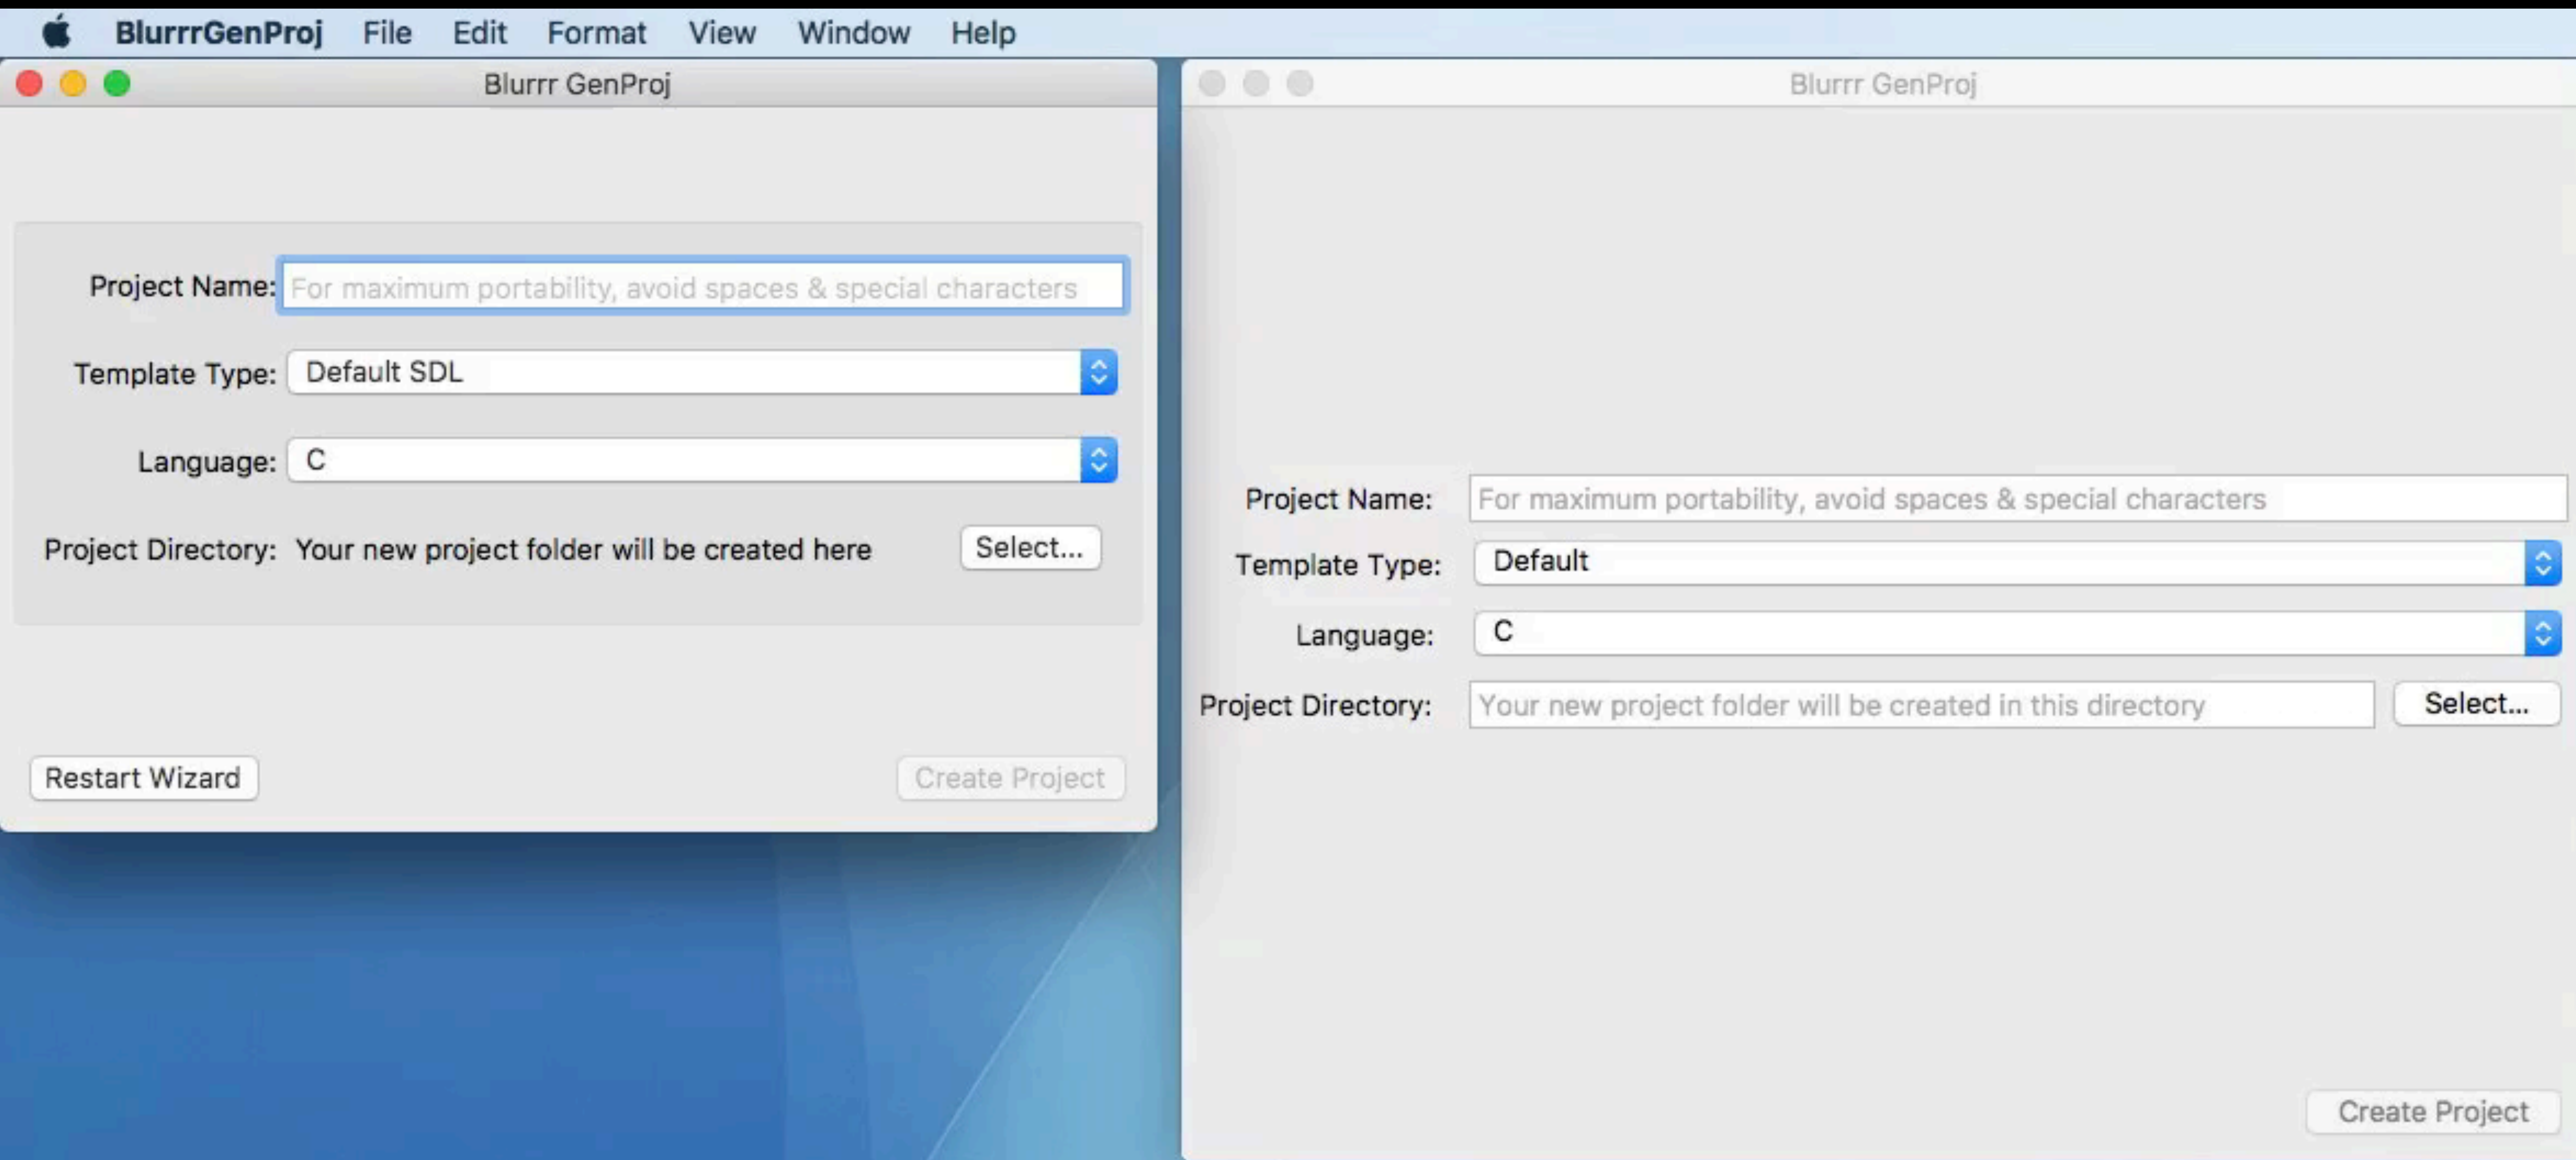 BlurrrGenProj File Edit Format View Window Help
Blurrr GenProj
Project Name: For maximum portability, avoid spaces & special characters
Template Type: Default SDL
Language: C
Project Directory: Your new project folder will be created here Select...
Restart Wizard Create Project
Blurrr GenProj
Project Name: For maximum portability, avoid spaces & special characters
Template Type: Default
Language: C
Project Directory: Your new project folder will be created in this directory Select...
Create Project